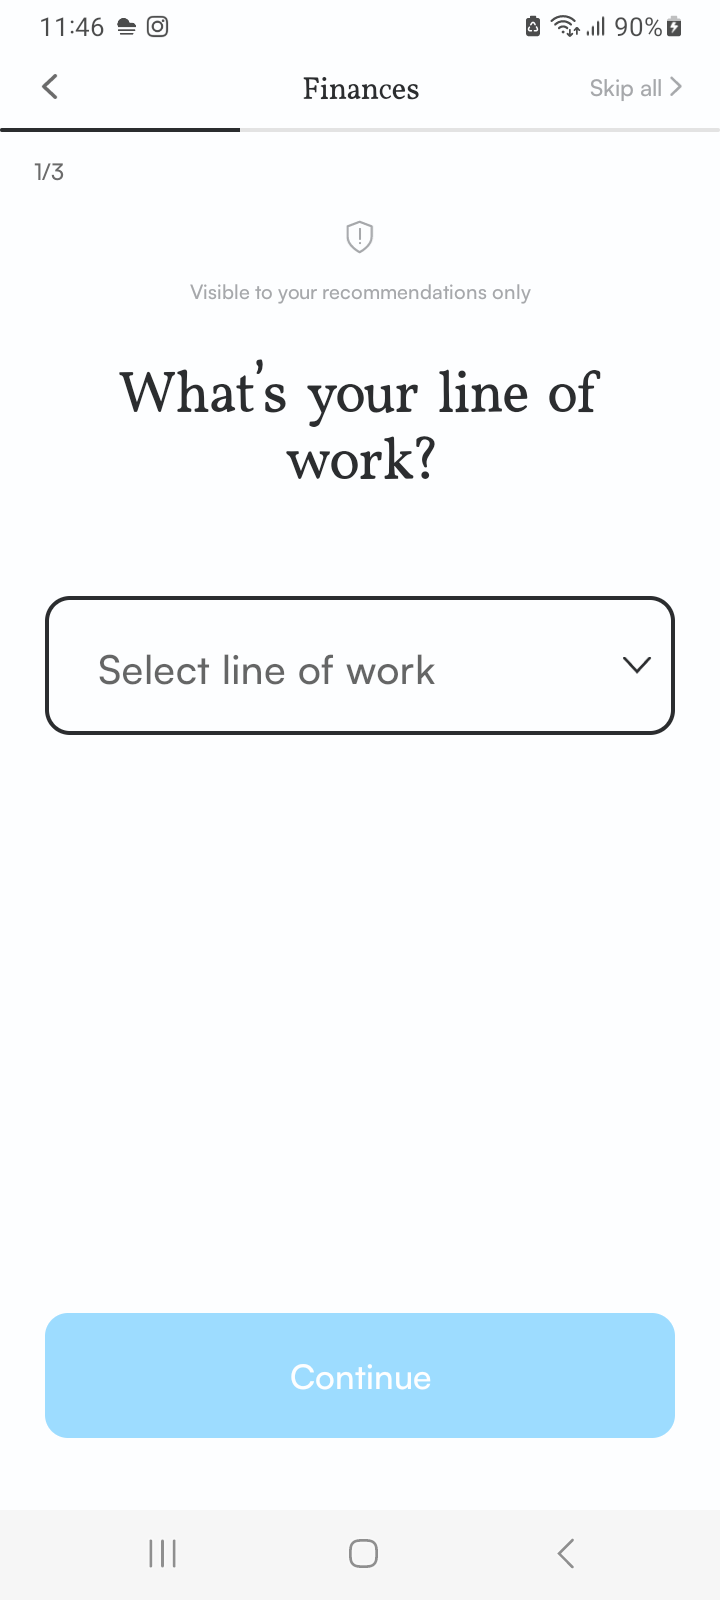 11:46
90%
Finances
Skip all
1/3
Visible to your recommendations only
What's your line of
work?
Select line of work
Continue